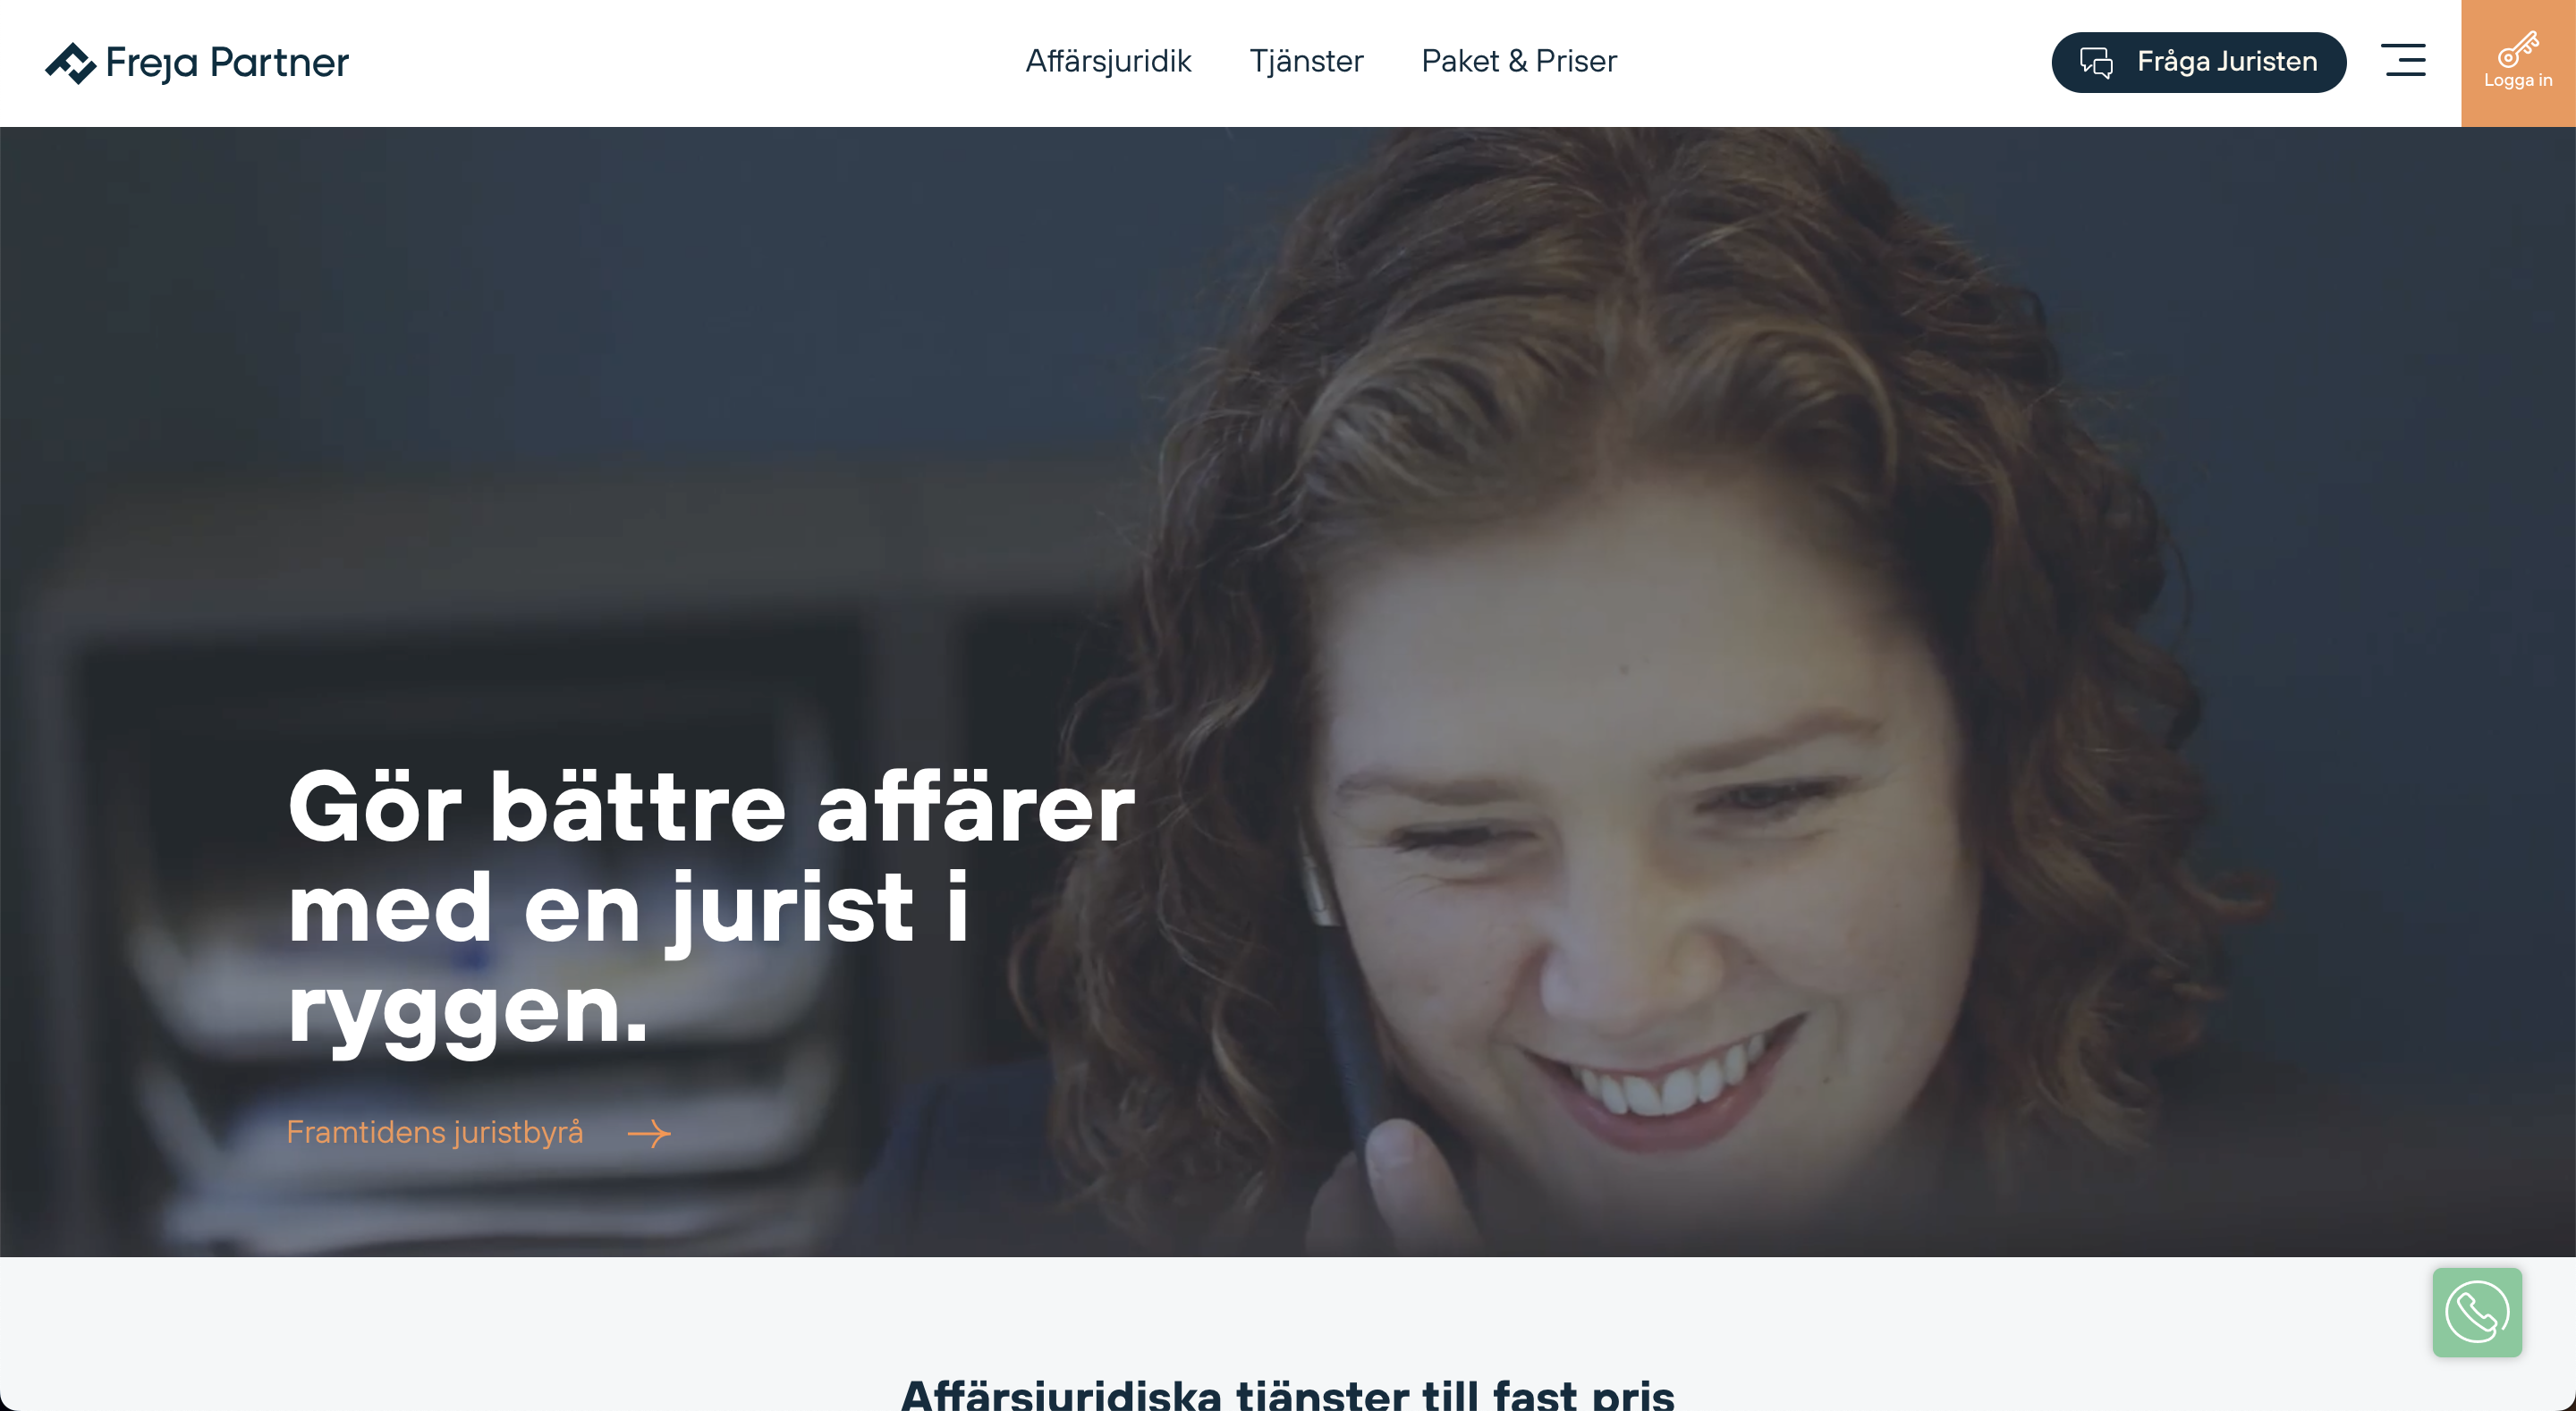 Freja Partner
Affärsjuridik
Tjänster
Paket & Priser
Fråga Juristen
Logga in
Gör bättre affärer
med en jurist i
ryggen.
Framtidens juristbyrå
Affärsjuridiska tjänster till fast pris